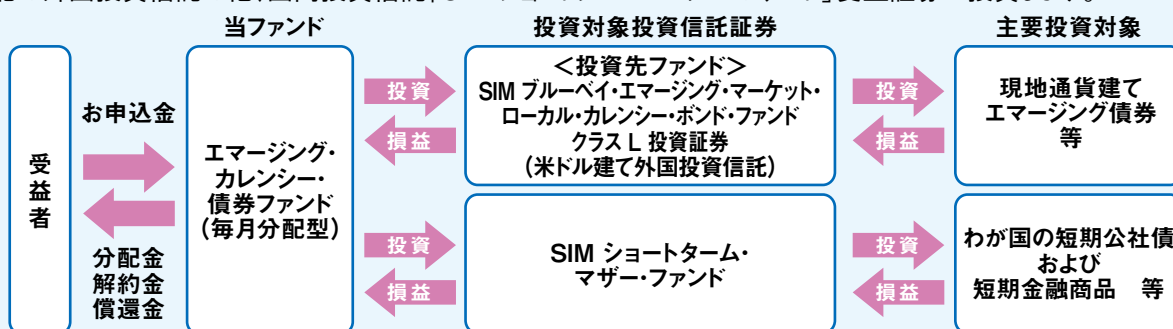 当ファンド
投資対象投資信託証券
主要投資対象
受益者
お申込金
分配金
解約金
償還金
エマージング・
カレンシー・
債券ファンド
(毎月分配型)
投資
損益
<投資先ファンド>
SIM ブルーベイ・エマージング・マーケット・
ローカル・カレンシー・ボンド・ファンド
クラス L 投資証券
(米ドル建て外国投資信託)
投資
損益
現地通貨建て
エマージング債券
等
投資
損益
SIM ショートターム・
マザー・ファンド
投資
損益
わが国の短期公社債
および
短期金融商品 等